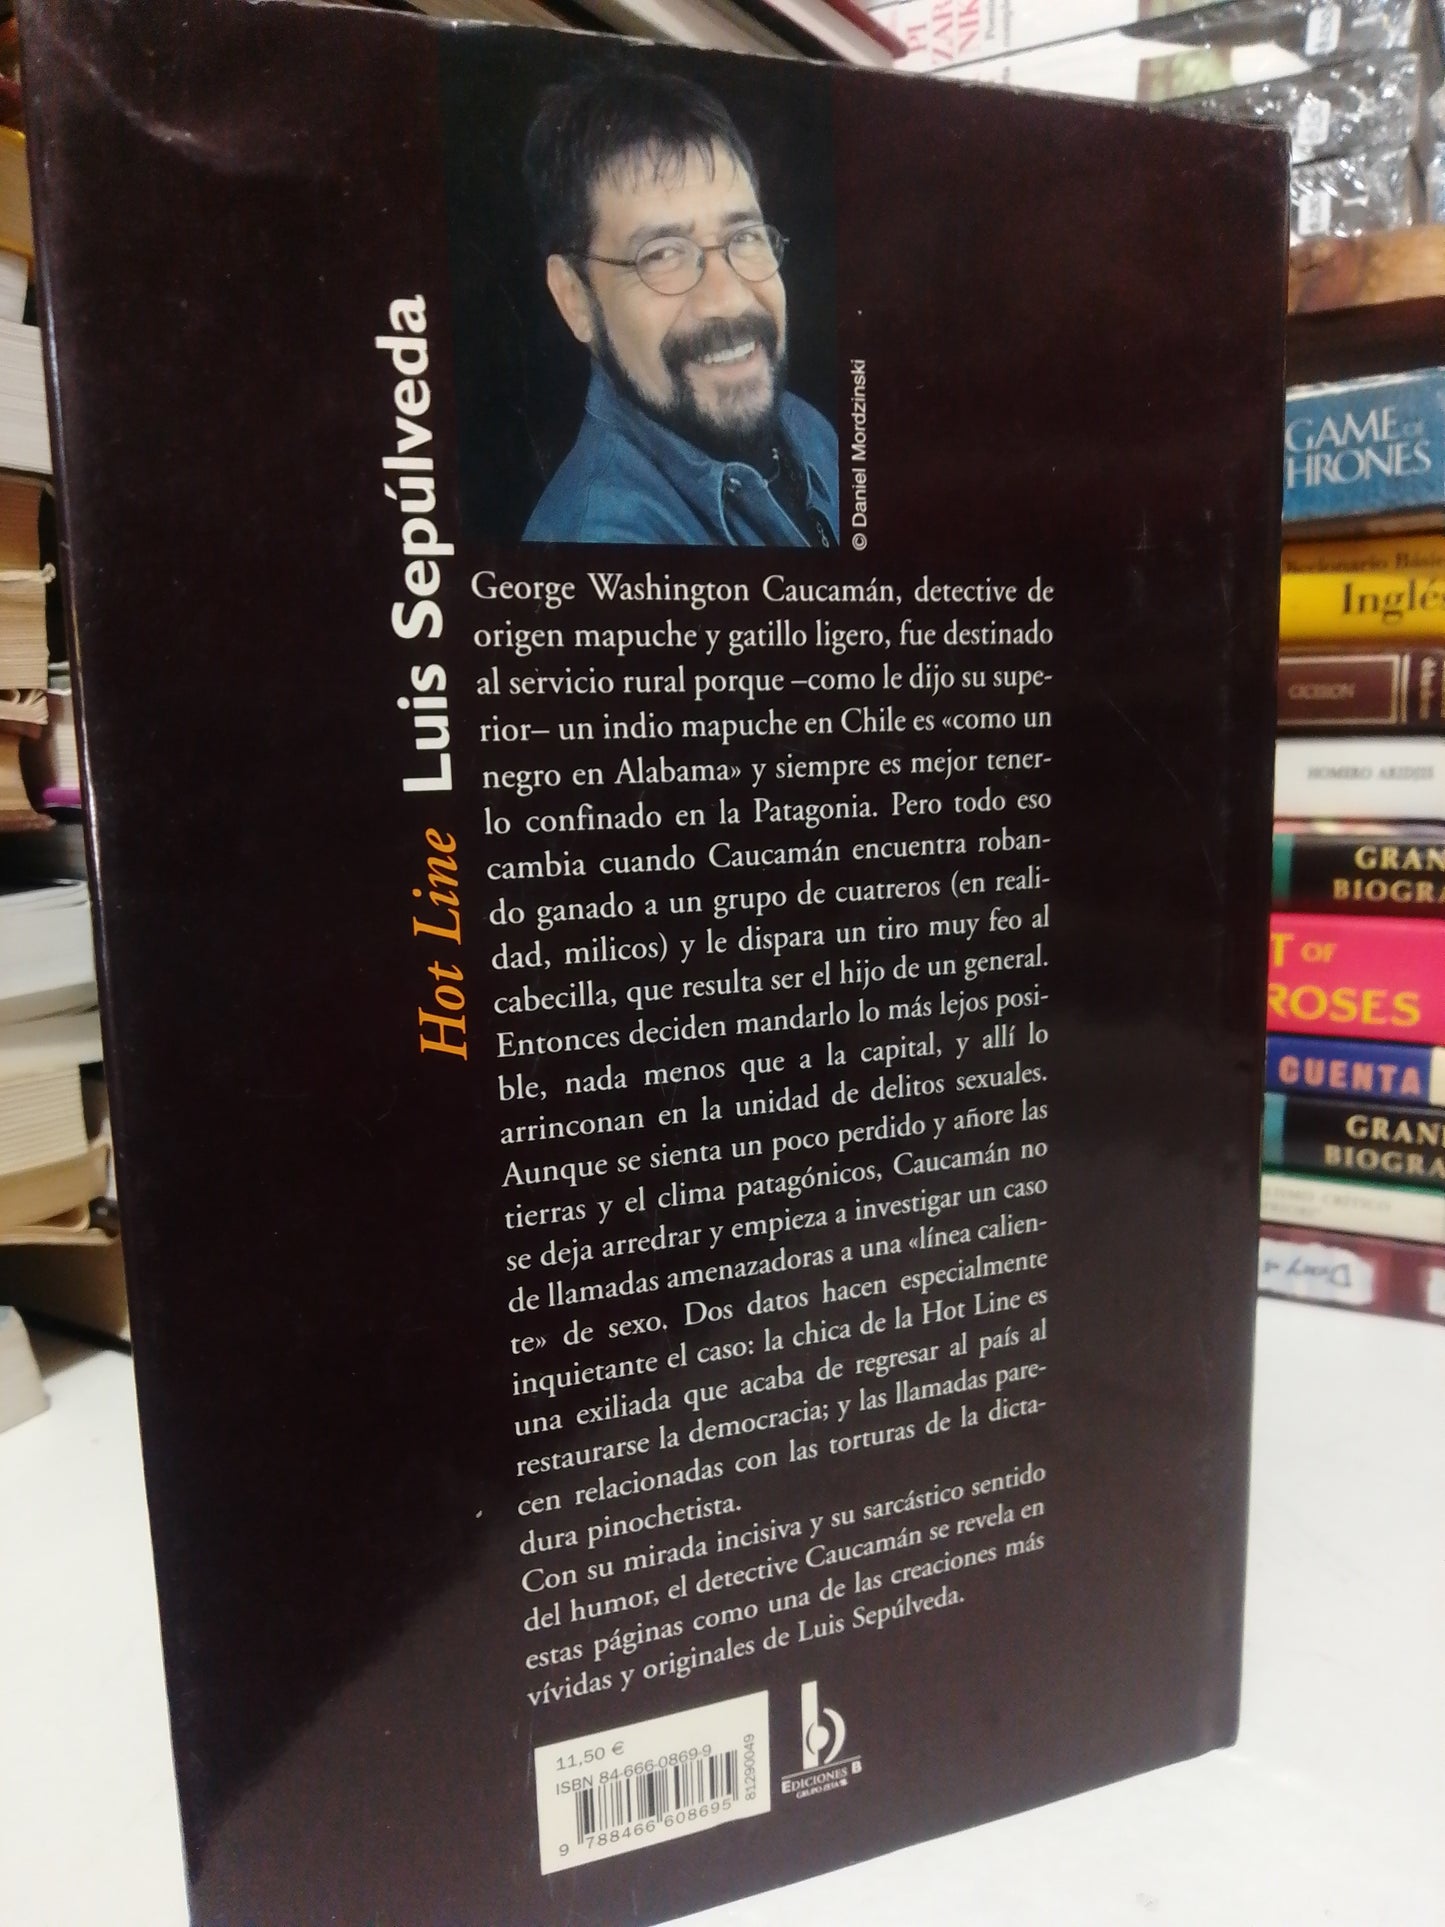 Luis Sepúlveda
Hot Line
© Daniel Mordzinski
George Washington Caucamán, detective de
origen mapuche y gatillo ligero, fue destinado
al servicio rural porque –como le dijo su supe-
rior– un indio mapuche en Chile es «como un
negro en Alabama» y siempre es mejor tener-
lo confinado en la Patagonia. Pero todo eso
cambia cuando Caucamán encuentra roban-
do ganado a un grupo de cuatreros (en reali-
dad, milicos) y le dispara un tiro muy feo al
cabecilla, que resulta ser el hijo de un general.
Entonces deciden mandarlo lo más lejos posi-
ble, nada menos que a la capital, y allí lo
arrinconan en la unidad de delitos sexuales.
Aunque se sienta un poco perdido y añore las
tierras y el clima patagónicos, Caucamán no
se deja arredrar y empieza a investigar un caso
de llamadas amenazadoras a una «línea calien-
te» de sexo. Dos datos hacen especialmente
inquietante el caso: la chica de la Hot Line es
una exiliada que acaba de regresar al país al
restaurarse la democracia; y las llamadas pare-
cen relacionadas con las torturas de la dicta-
dura pinochetista.
Con su mirada incisiva y su sarcástico sentido
del humor, el detective Caucamán se revela en
estas páginas como una de las creaciones más
vívidas y originales de Luis Sepúlveda.
11,50 €
ISBN 84-666-0869-9
9 788466 608695
81290049
EDICIONES B
GRUPO ZETA
PI
ZAR
NIK
GAME OF
HRONES
Inglé
HOMERO ARIDJIS
GRAN
BIOGRA
T OF
ROSES
CUENTA
GRAN
BIOGRA